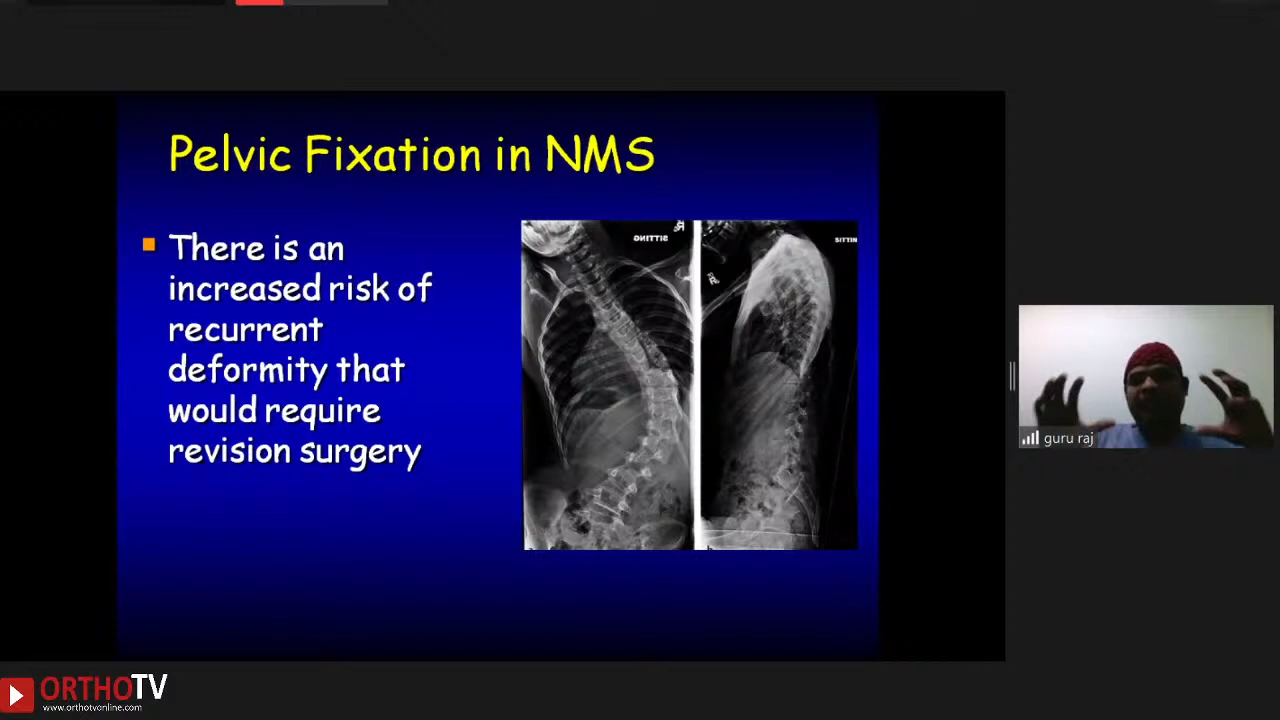 Pelvic Fixation in NMS
There is an
increased risk of
recurrent
deformity that
would require
revision surgery
SITTING
R
SITTIN
R
guru raj
ORTHOTV
www.orthotvonline.com